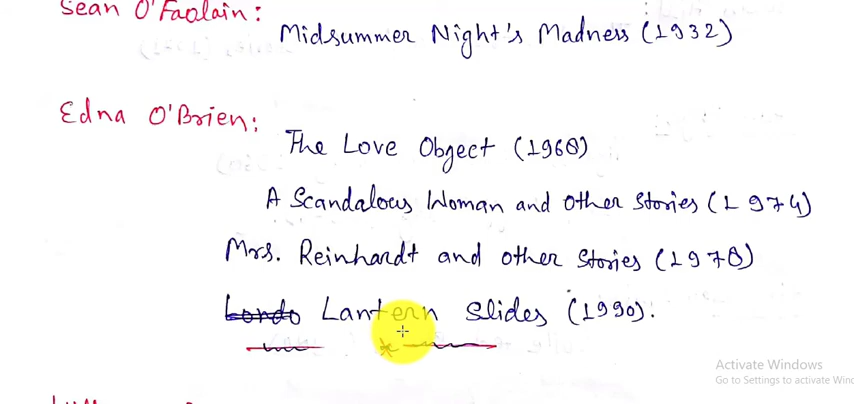 Sean O'Faolain:
Midsummer Night's Madness (1932)
Edna O'Brien:
The Love Object (1968)
A Scandalous Woman and other Stories (1974)
Mrs. Reinhardt and other Stories (1978)
Londo Lantern Slides (1990).
Activate Windows
Go to Settings to activate Win